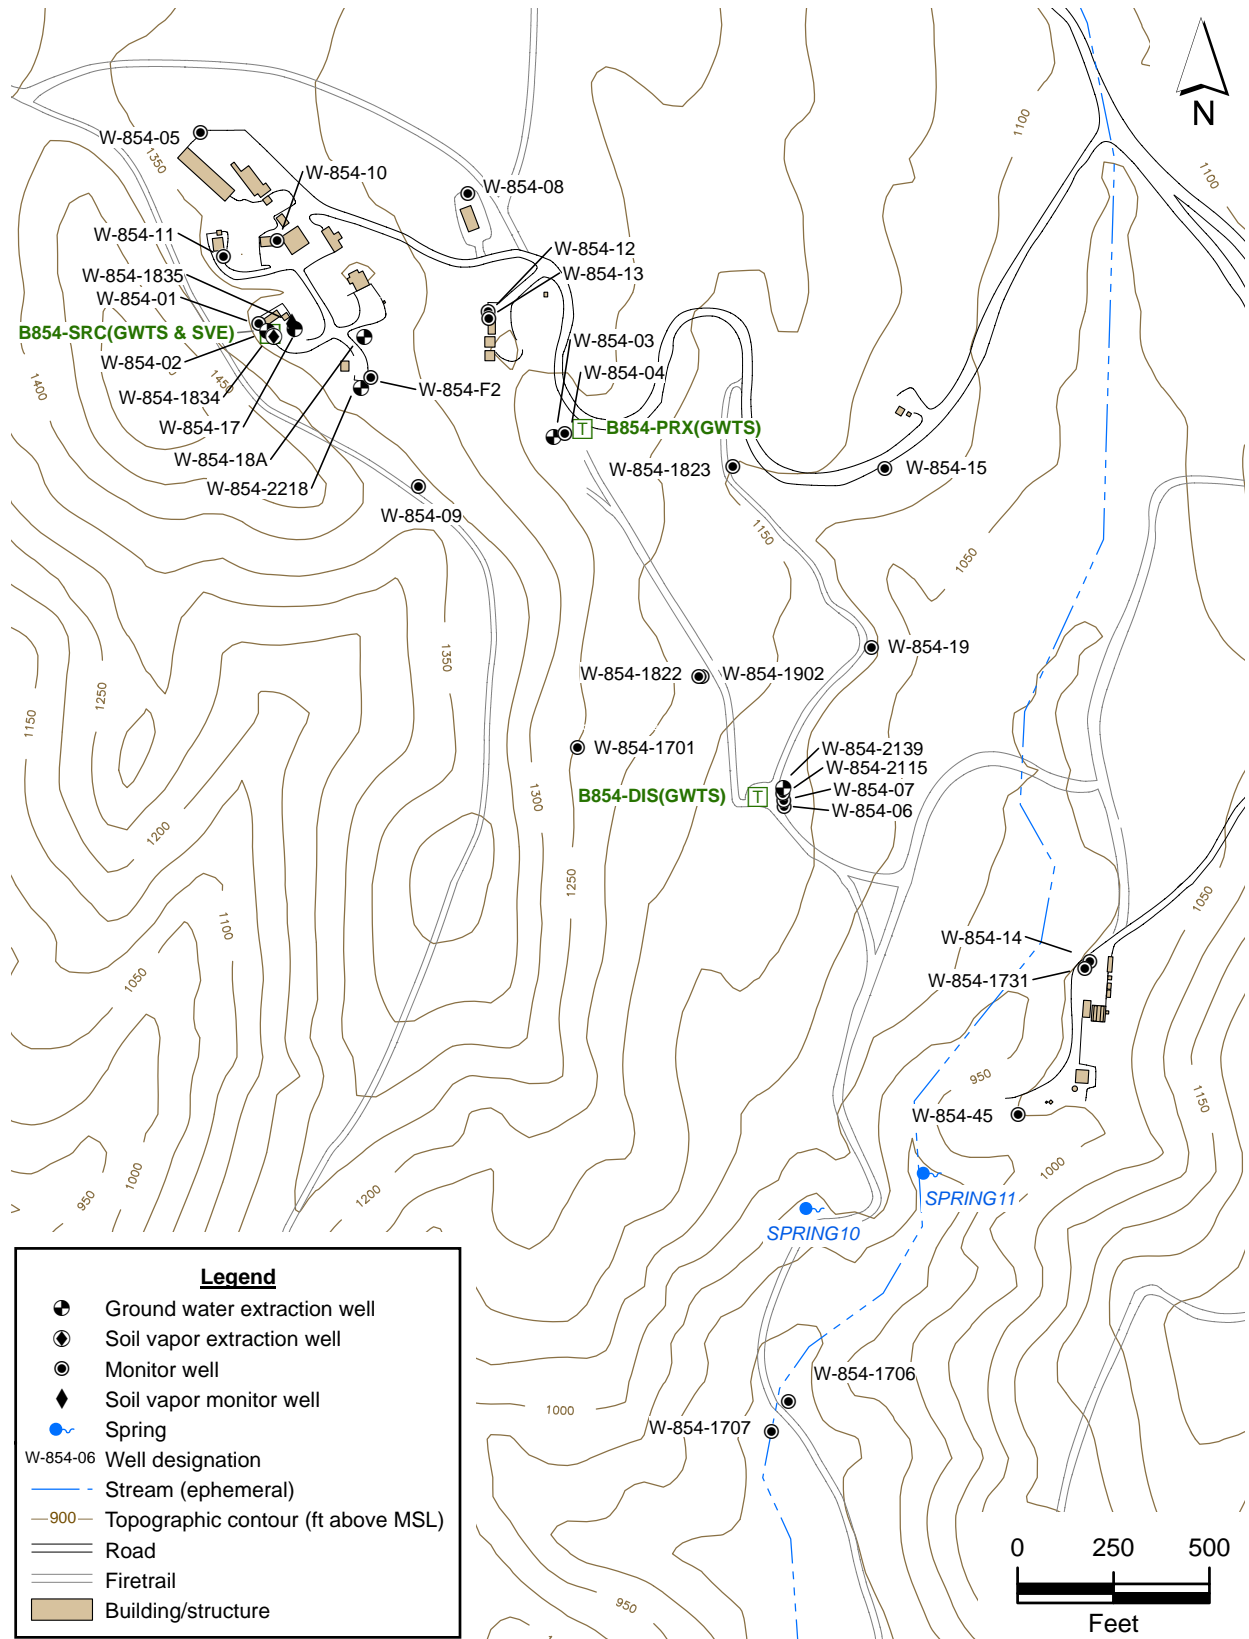 N
1100
1100
W-854-05
1350
W-854-10
W-854-08
W-854-11
W-854-12
W-854-13
W-854-1835
W-854-01
B854-SRC(GWTS & SVE)
W-854-02
W-854-03
W-854-04
1400
1450
W-854-1834
W-854-F2
W-854-17
T
B854-PRX(GWTS)
W-854-18A
W-854-1823
W-854-15
W-854-2218
W-854-09
1150
1050
1350
W-854-19
W-854-1822
W-854-1902
1250
1150
W-854-1701
W-854-2139
W-854-2115
W-854-07
W-854-06
B854-DIS(GWTS)
T
1300
1200
1250
1100
1050
1050
W-854-14
W-854-1731
950
1150
W-854-45
1000
1000
950
1200
SPRING11
SPRING10
Legend
Ground water extraction well
Soil vapor extraction well
Monitor well
Soil vapor monitor well
Spring
W-854-06 Well designation
Stream (ephemeral)
900 Topographic contour (ft above MSL)
Road
Firetrail
Building/structure
W-854-1706
1000
W-854-1707
950
0 250 500
Feet